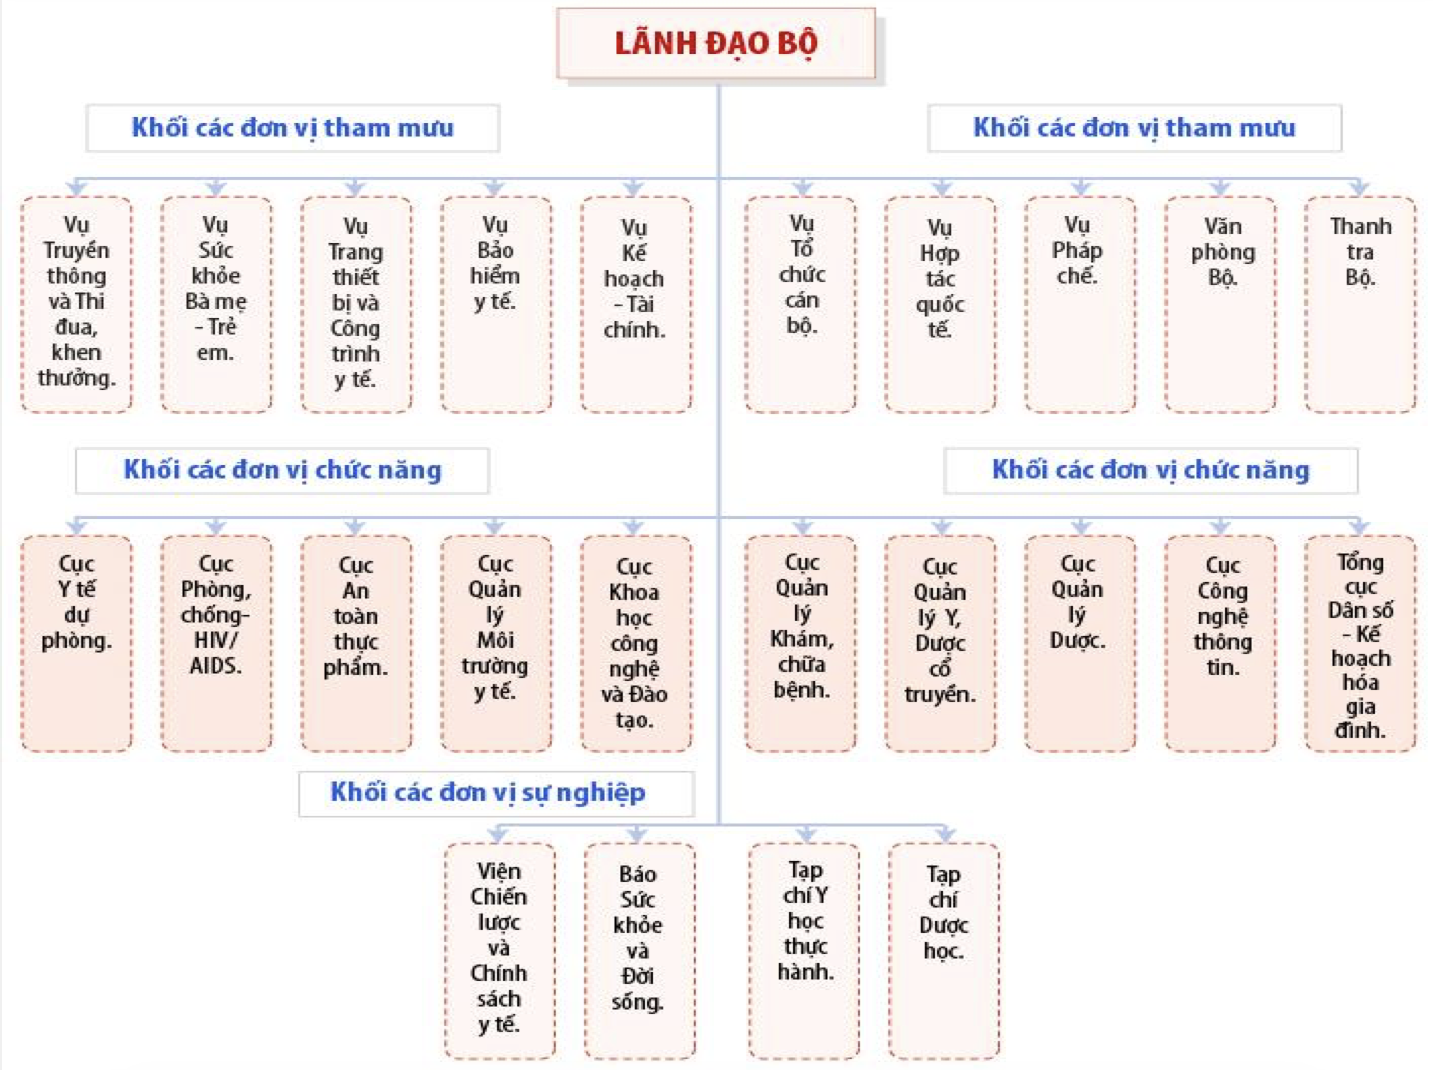 LÃNH ĐẠO BỘ
Khối các đơn vị tham mưu
Khối các đơn vị tham mưu
Vụ
Truyền
thông
và Thi
đua,
khen
thưởng.
Vụ
Sức
khỏe
Bà mẹ
- Trẻ
em.
Vụ
Trang
thiết
bị và
Công
trình
y tế.
Vụ
Bảo
hiểm
y tế.
Vụ
Kế
hoạch
- Tài
chính.
Vụ
Tổ
chức
cán
bộ.
Vụ
Hợp
tác
quốc
tế.
Vụ
Pháp
chế.
Văn
phòng
Bộ.
Thanh
tra
Bộ.
Khối các đơn vị chức năng
Khối các đơn vị chức năng
Cục
Y tế
dự
phòng.
Cục
Phòng,
chống-
HIV/
AIDS.
Cục
An
toàn
thực
phẩm.
Cục
Quản
lý
Môi
trường
y tế.
Cục
Khoa
học
công
nghệ
và Đào
tạo.
Cục
Quản
lý
Khám,
chữa
bệnh.
Cục
Quản
lý Y,
Dược
cổ
truyền.
Cục
Quản
lý
Dược.
Cục
Công
nghệ
thông
tin.
Tổng
cục
Dân số
- Kế
hoạch
hóa
gia
đình.
Khối các đơn vị sự nghiệp
Viện
Chiến
lược
và
Chính
sách
y tế.
Báo
Sức
khỏe
và
Đời
sống.
Tạp
chí Y
học
thực
hành.
Tạp
chí
Dược
học.